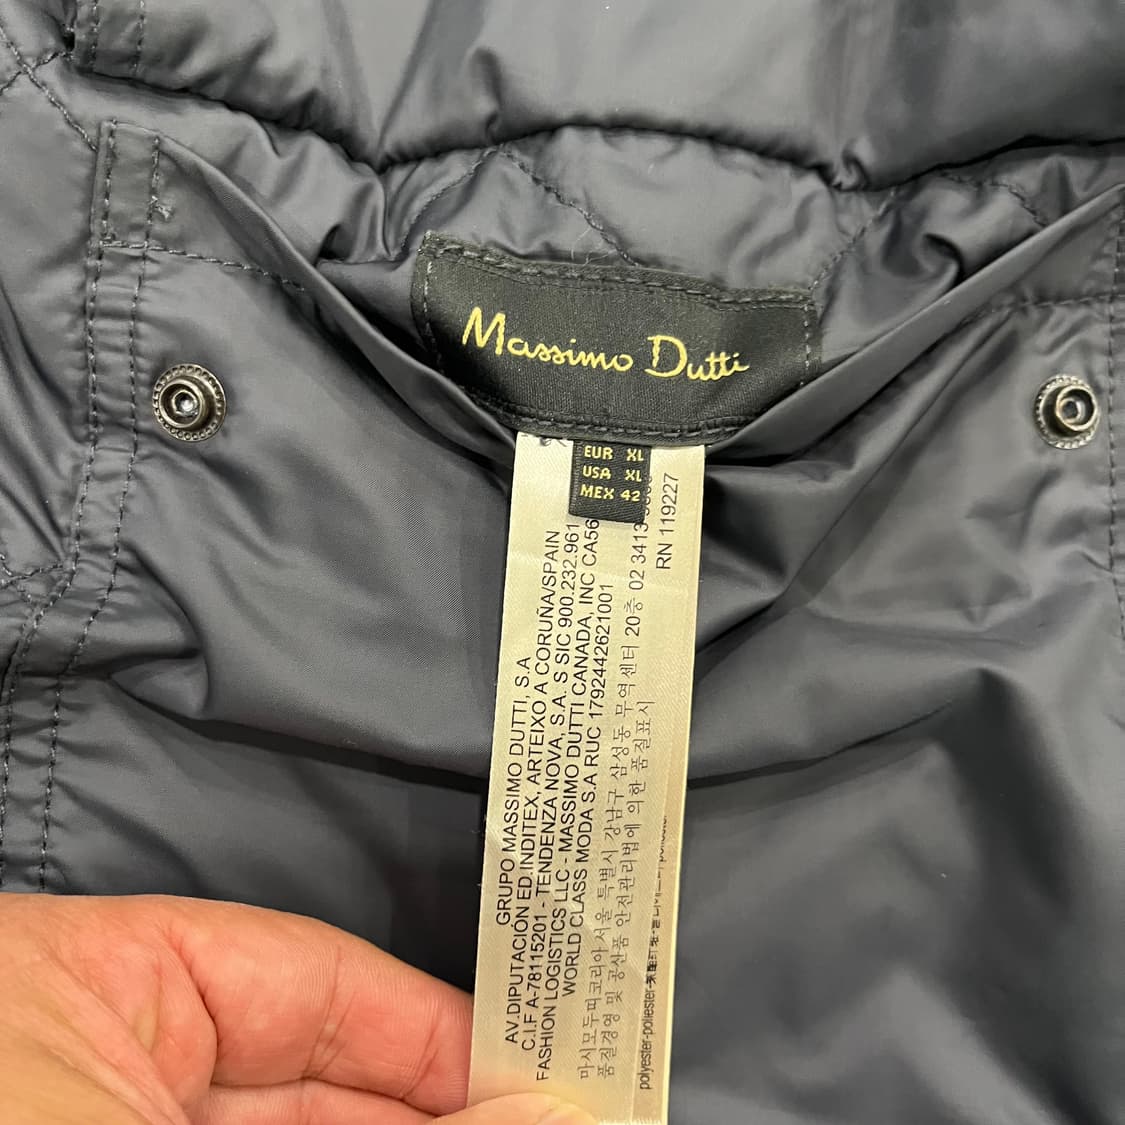 Massimo Dutti
EUR XL
USA XL
MEX 42
GRUPO MASSIMO DUTTI, S.A
AV.DIPUTACIÓN ED.INDITEX, ARTEIXO A CORUÑA/SPAIN
C.I.F A-78115201 - TENDENZA NOVA, S.A. S SIC 900.232.961
FASHION LOGISTICS LLC - MASSIMO DUTTI CANADA, INC CA56
WORLD CLASS MODA S.A RUC 1792442621001
마시모두띠코리아 서울 특별시 강남구 삼성동 무역센터 20층 02 3413
품질경영 및 공산품 안전관리법에 의한 품질표시
RN 119227
polyester-poliester-